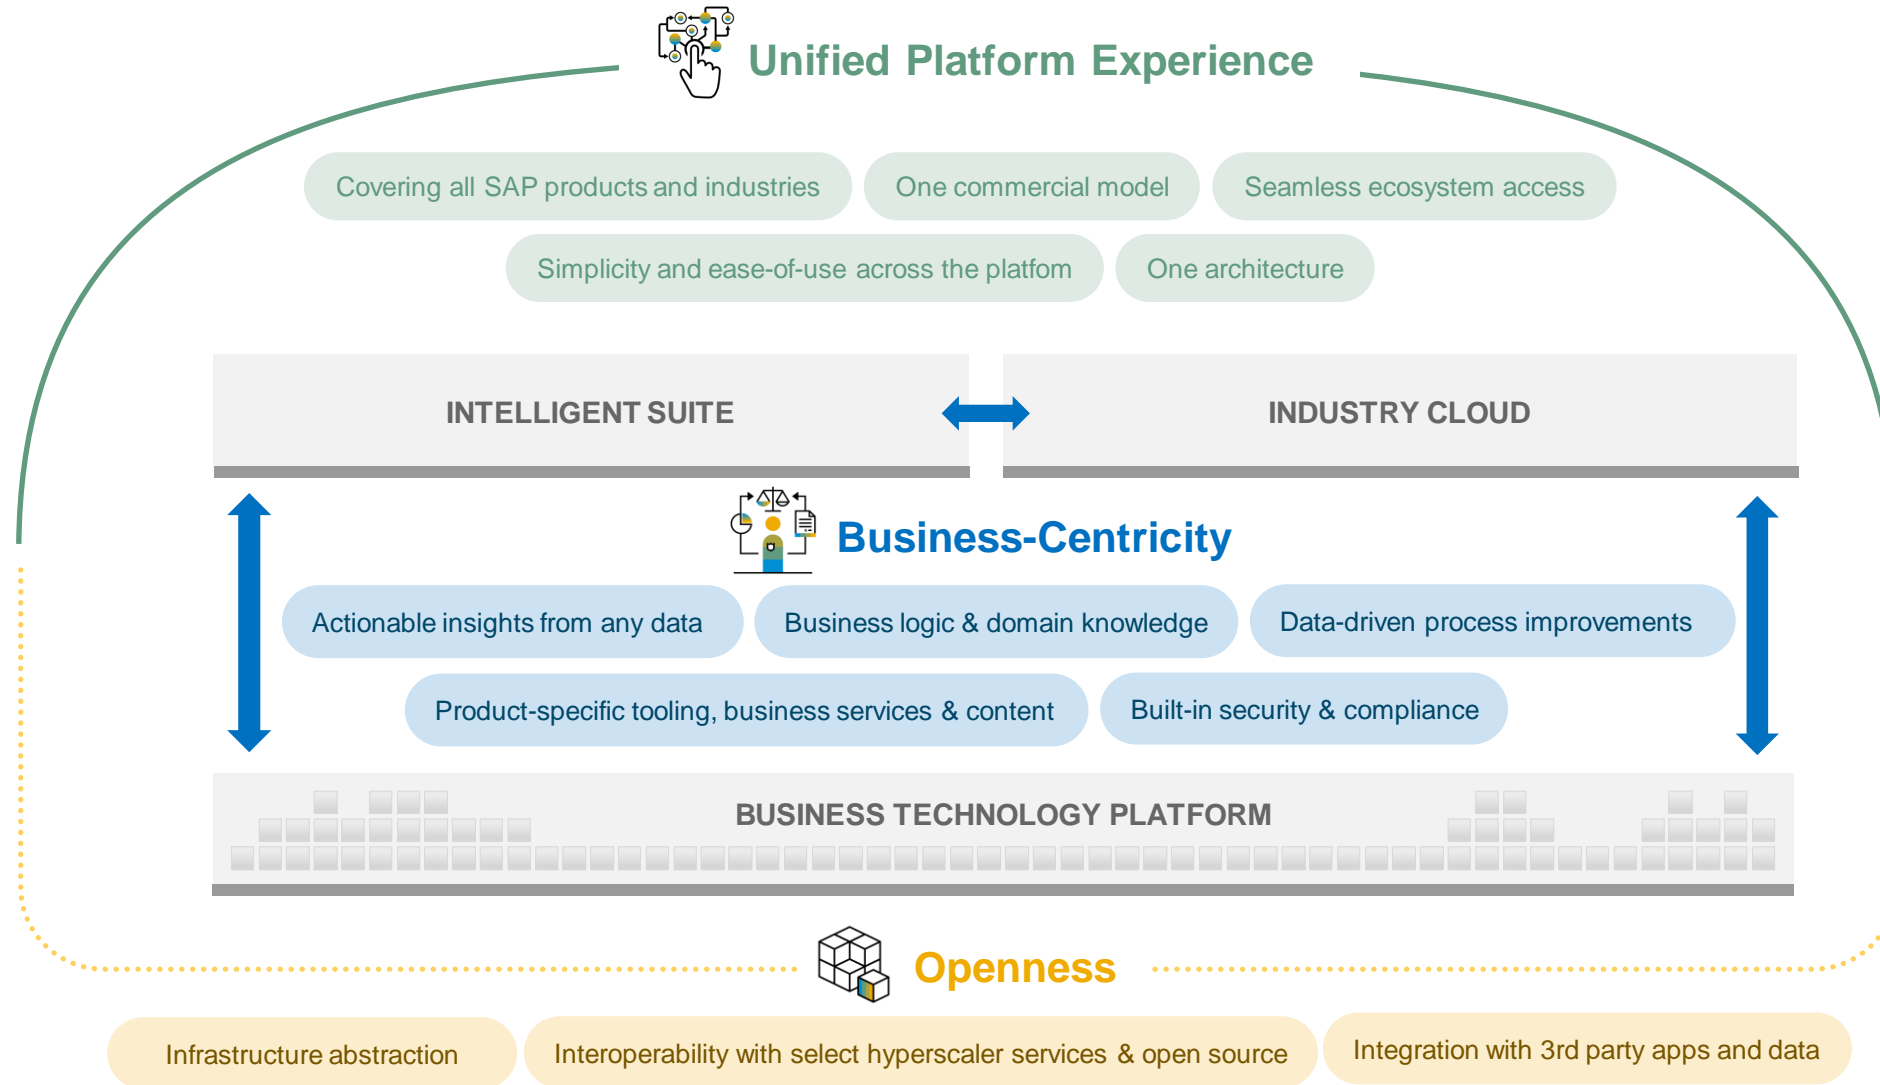 Unified Platform Experience
Covering all SAP products and industries
One commercial model
Seamless ecosystem access
Simplicity and ease-of-use across the platfom
One architecture
INTELLIGENT SUITE
INDUSTRY CLOUD
Business-Centricity
Actionable insights from any data
Business logic & domain knowledge
Data-driven process improvements
Product-specific tooling, business services & content
Built-in security & compliance
BUSINESS TECHNOLOGY PLATFORM
Openness
Infrastructure abstraction
Interoperability with select hyperscaler services & open source
Integration with 3rd party apps and data